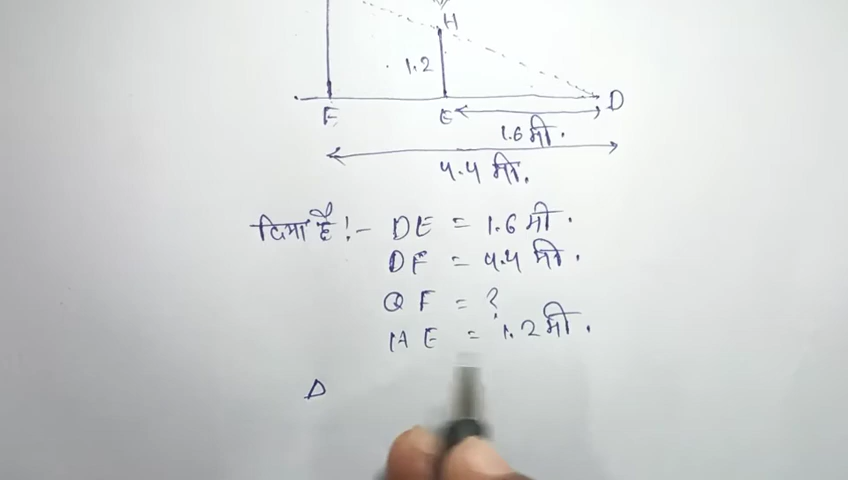 H
1.2
F E D
1.6 मी.
4.4 मी.
दिया है :- DE = 1.6 मी.
DF = 4.4 मी.
QF = ?
HE = 1.2 मी.
Δ